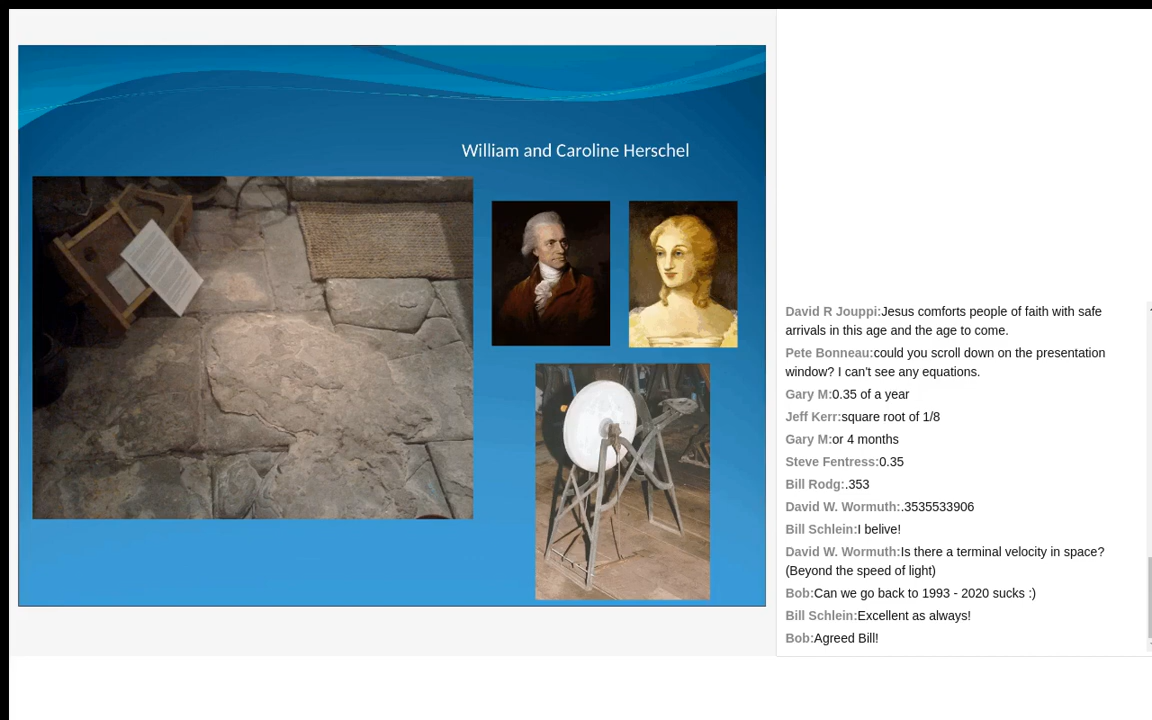 William and Caroline Herschel
David R Jouppi:Jesus comforts people of faith with safe
arrivals in this age and the age to come.
Pete Bonneau:could you scroll down on the presentation
window? I can't see any equations.
Gary M:0.35 of a year
Jeff Kerr:square root of 1/8
Gary M:or 4 months
Steve Fentress:0.35
Bill Rodg:.353
David W. Wormuth:.3535533906
Bill Schlein:I belive!
David W. Wormuth:Is there a terminal velocity in space?
(Beyond the speed of light)
Bob:Can we go back to 1993 - 2020 sucks :)
Bill Schlein:Excellent as always!
Bob:Agreed Bill!